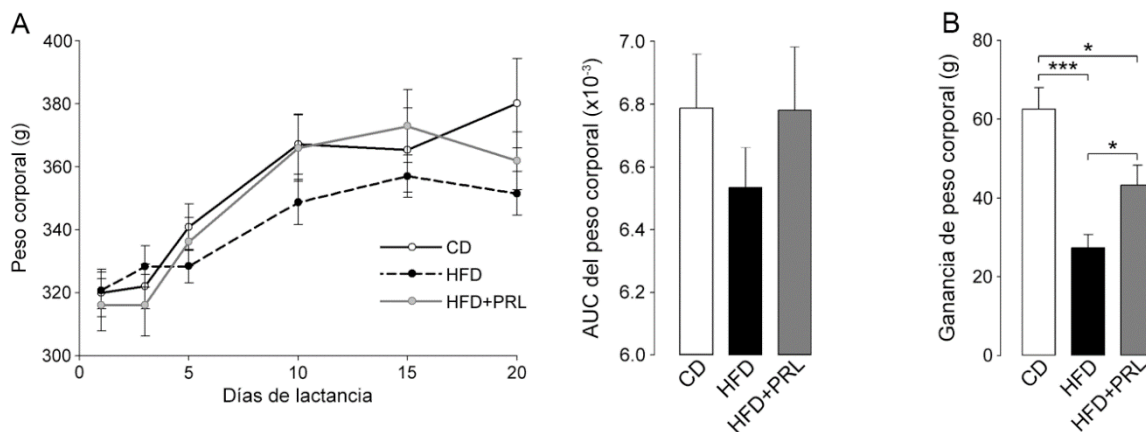 A
Peso corporal (g)
400
380
360
340
320
300
0
5
10
15
20
Días de lactancia
CD
HFD
HFD+PRL
AUC del peso corporal (x10⁻³)
7.0
6.8
6.6
6.4
6.2
6.0
CD
HFD
HFD+PRL
B
Ganancia de peso corporal (g)
80
60
40
20
0
*
***
*
CD
HFD
HFD+PRL